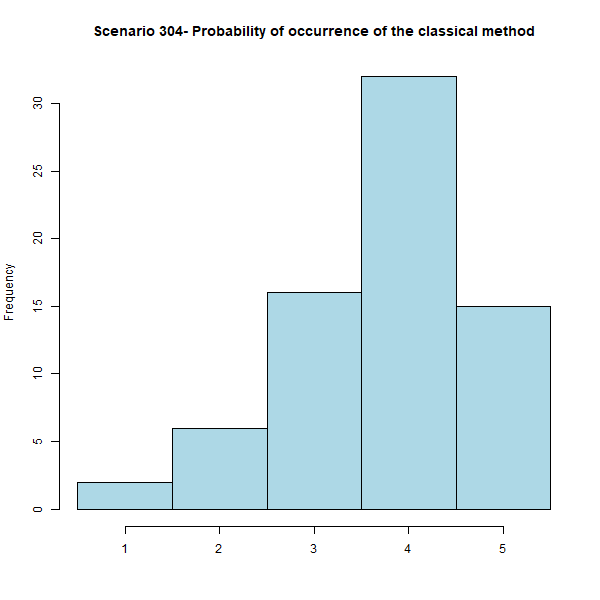 Scenario 304- Probability of occurrence of the classical method
Frequency
30
25
20
15
10
5
0
1 2 3 4 5